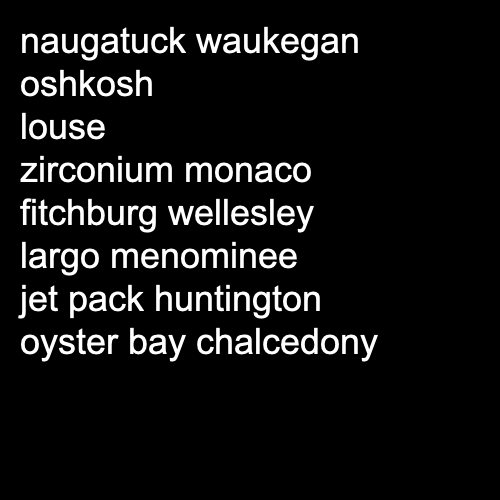 naugatuck waukegan
oshkosh
louse
zirconium monaco
fitchburg wellesley
largo menominee
jet pack huntington
oyster bay chalcedony